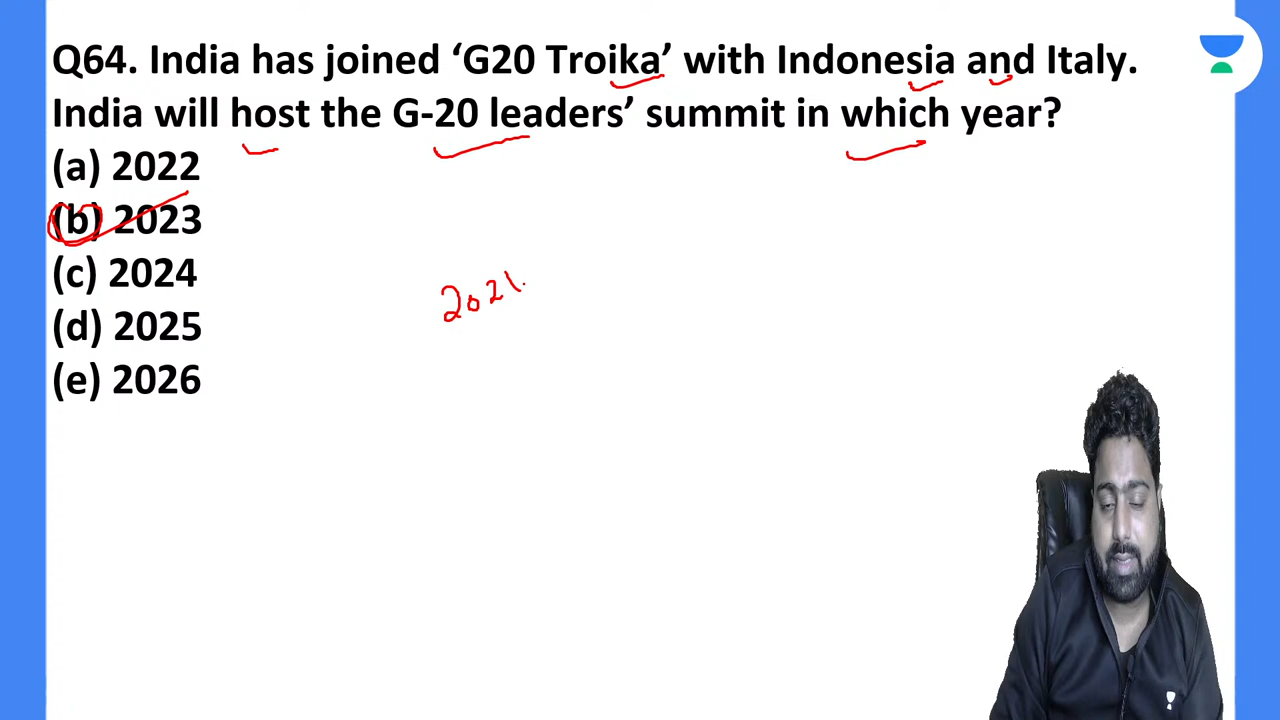 Q64. India has joined ‘G20 Troika’ with Indonesia and Italy.
India will host the G-20 leaders’ summit in which year?
(a) 2022
(b) 2023
(c) 2024
(d) 2025
(e) 2026
2021.